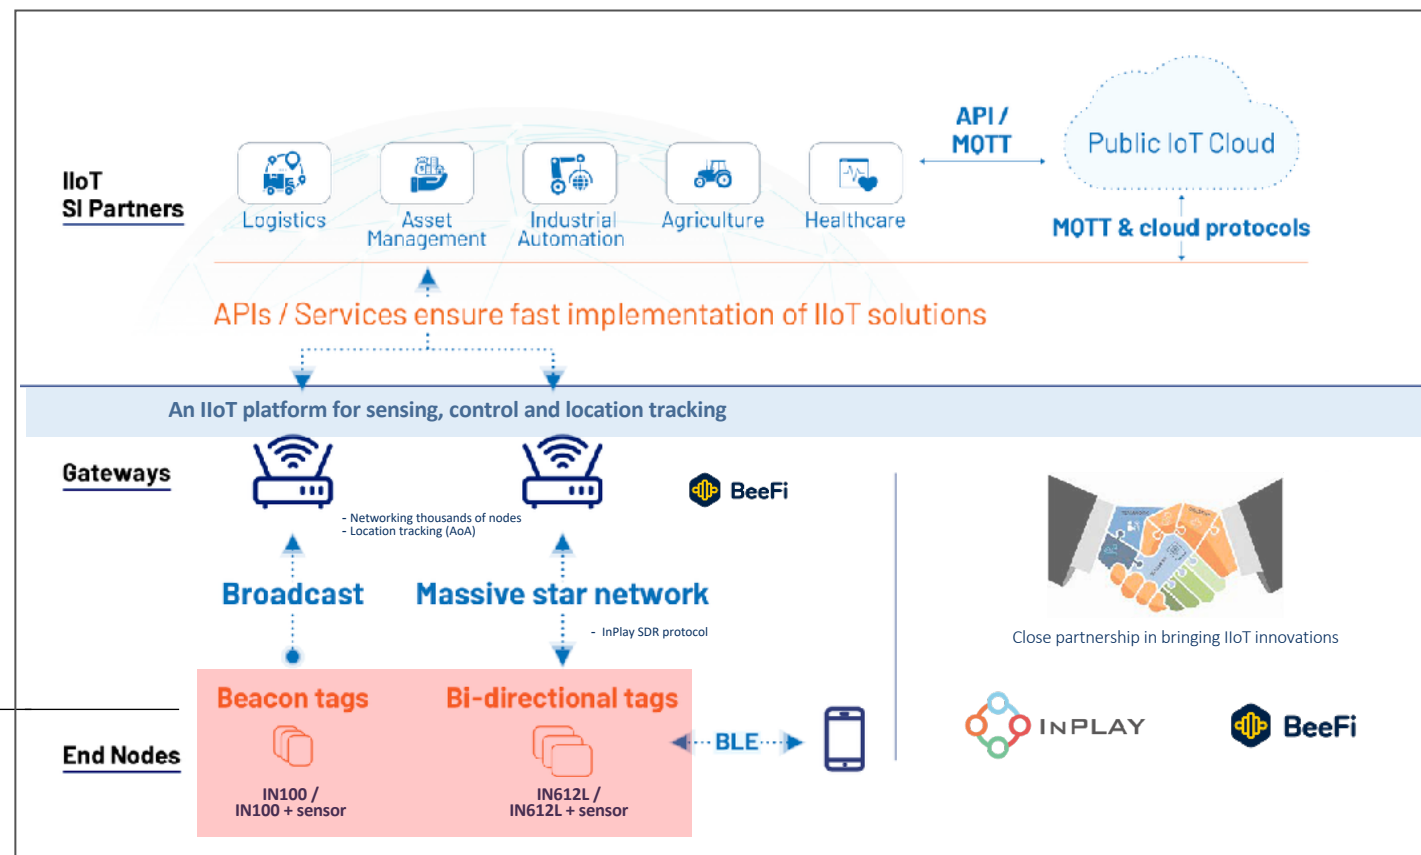 API /
MQTT
Public IoT Cloud
IIoT
SI Partners
Logistics
Asset
Management
Industrial
Automation
Agriculture
Healthcare
MQTT & cloud protocols
APIs / Services ensure fast implementation of IIoT solutions
An IIoT platform for sensing, control and location tracking
Gateways
BeeFi
- Networking thousands of nodes
- Location tracking (AoA)
Broadcast
Massive star network
- InPlay SDR protocol
Close partnership in bringing IIoT innovations
Beacon tags
Bi-directional tags
INPLAY
BeeFi
BLE
End Nodes
IN100 /
IN100 + sensor
IN612L /
IN612L + sensor